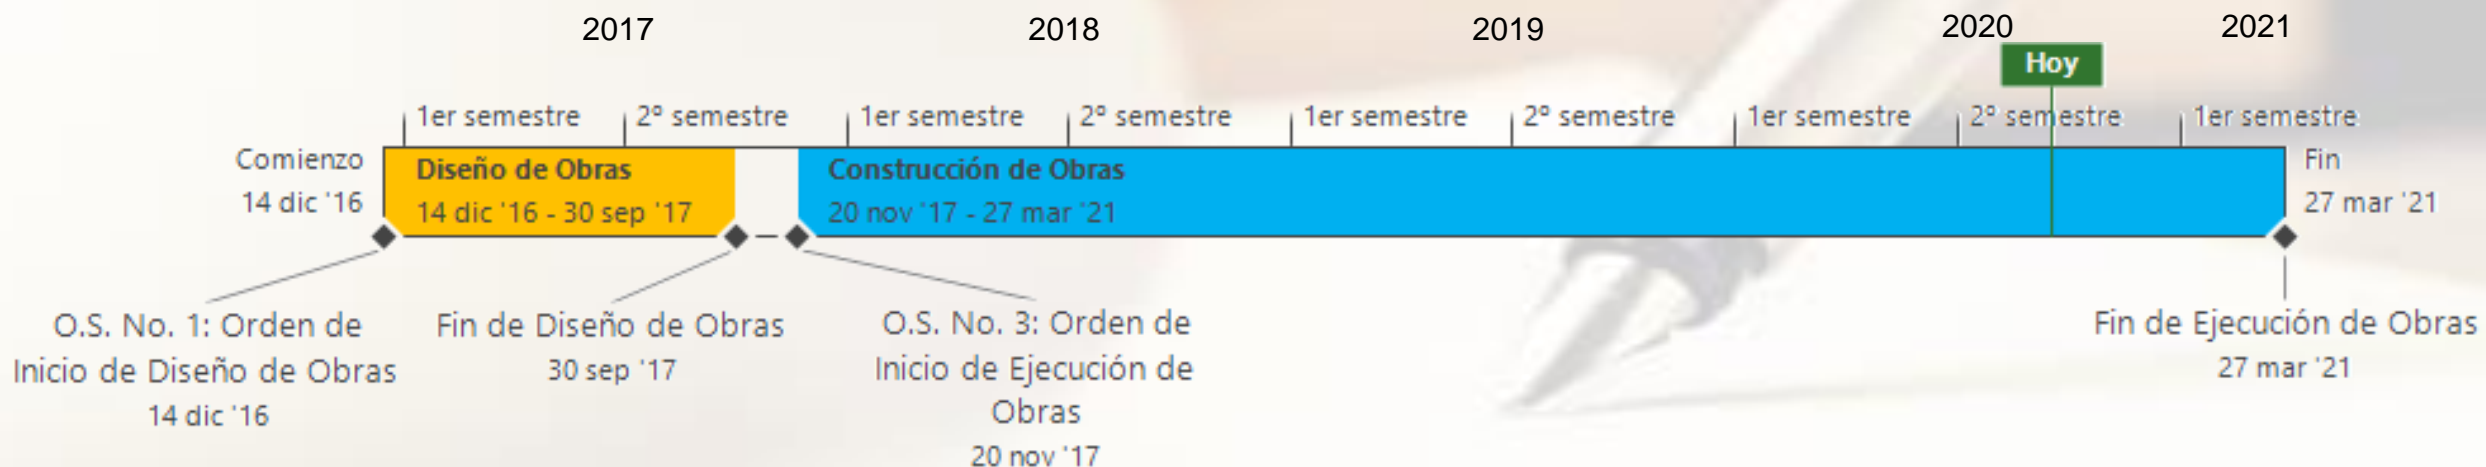 2017
2018
2019
2020
2021
Hoy
1er semestre
2º semestre
1er semestre
2º semestre
1er semestre
2º semestre
1er semestre
2º semestre
1er semestre
Comienzo
14 dic '16
Diseño de Obras
14 dic '16 - 30 sep '17
Construcción de Obras
20 nov '17 - 27 mar '21
Fin
27 mar '21
O.S. No. 1: Orden de
Inicio de Diseño de Obras
14 dic '16
Fin de Diseño de Obras
30 sep '17
O.S. No. 3: Orden de
Inicio de Ejecución de
Obras
20 nov '17
Fin de Ejecución de Obras
27 mar '21